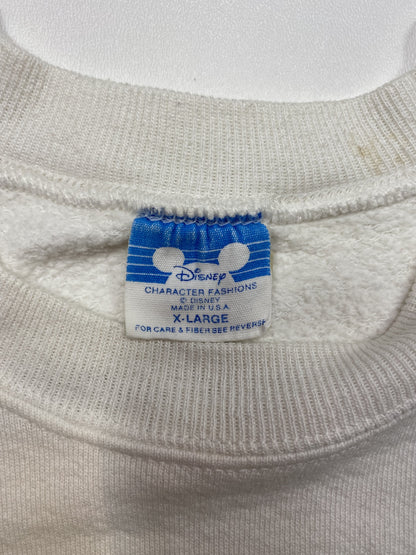 Disney
CHARACTER FASHIONS
© DISNEY
MADE IN U.S.A.
X-LARGE
FOR CARE & FIBER SEE REVERSE